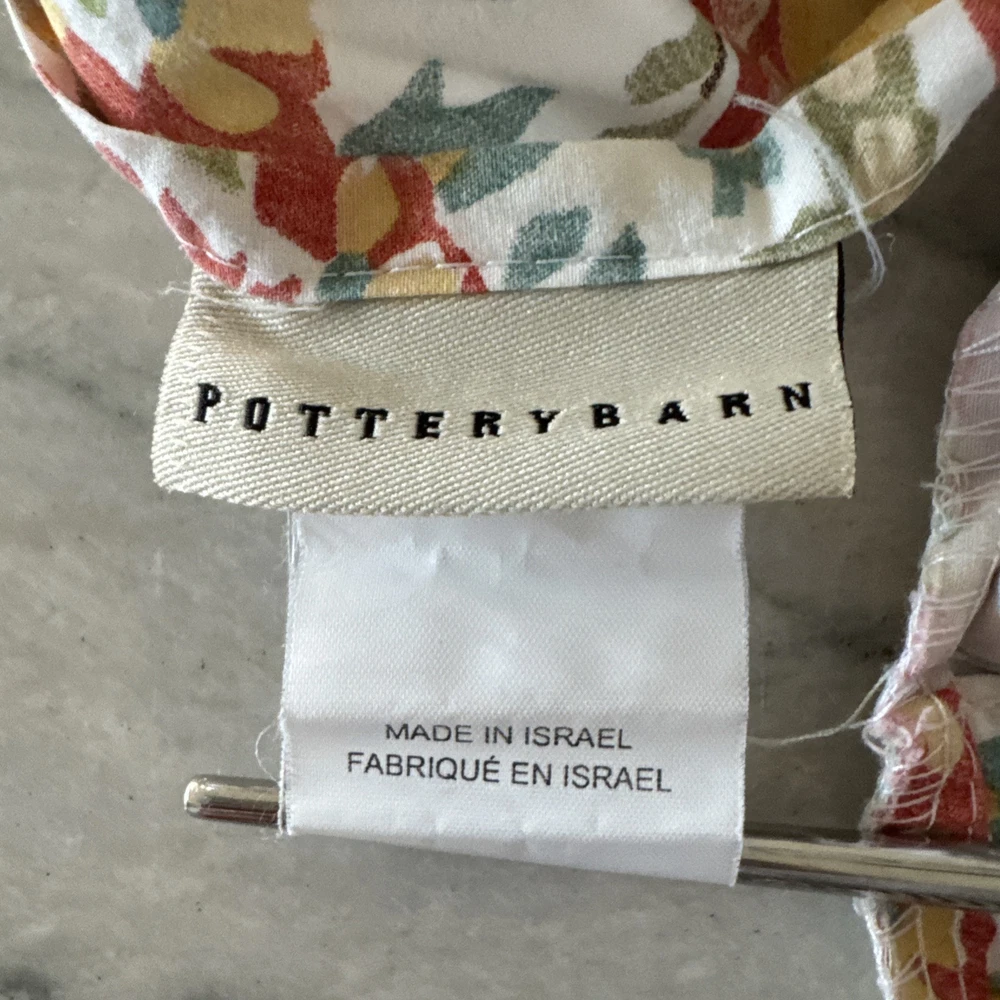 POTTERYBARN
MADE IN ISRAEL
FABRIQUÉ EN ISRAEL